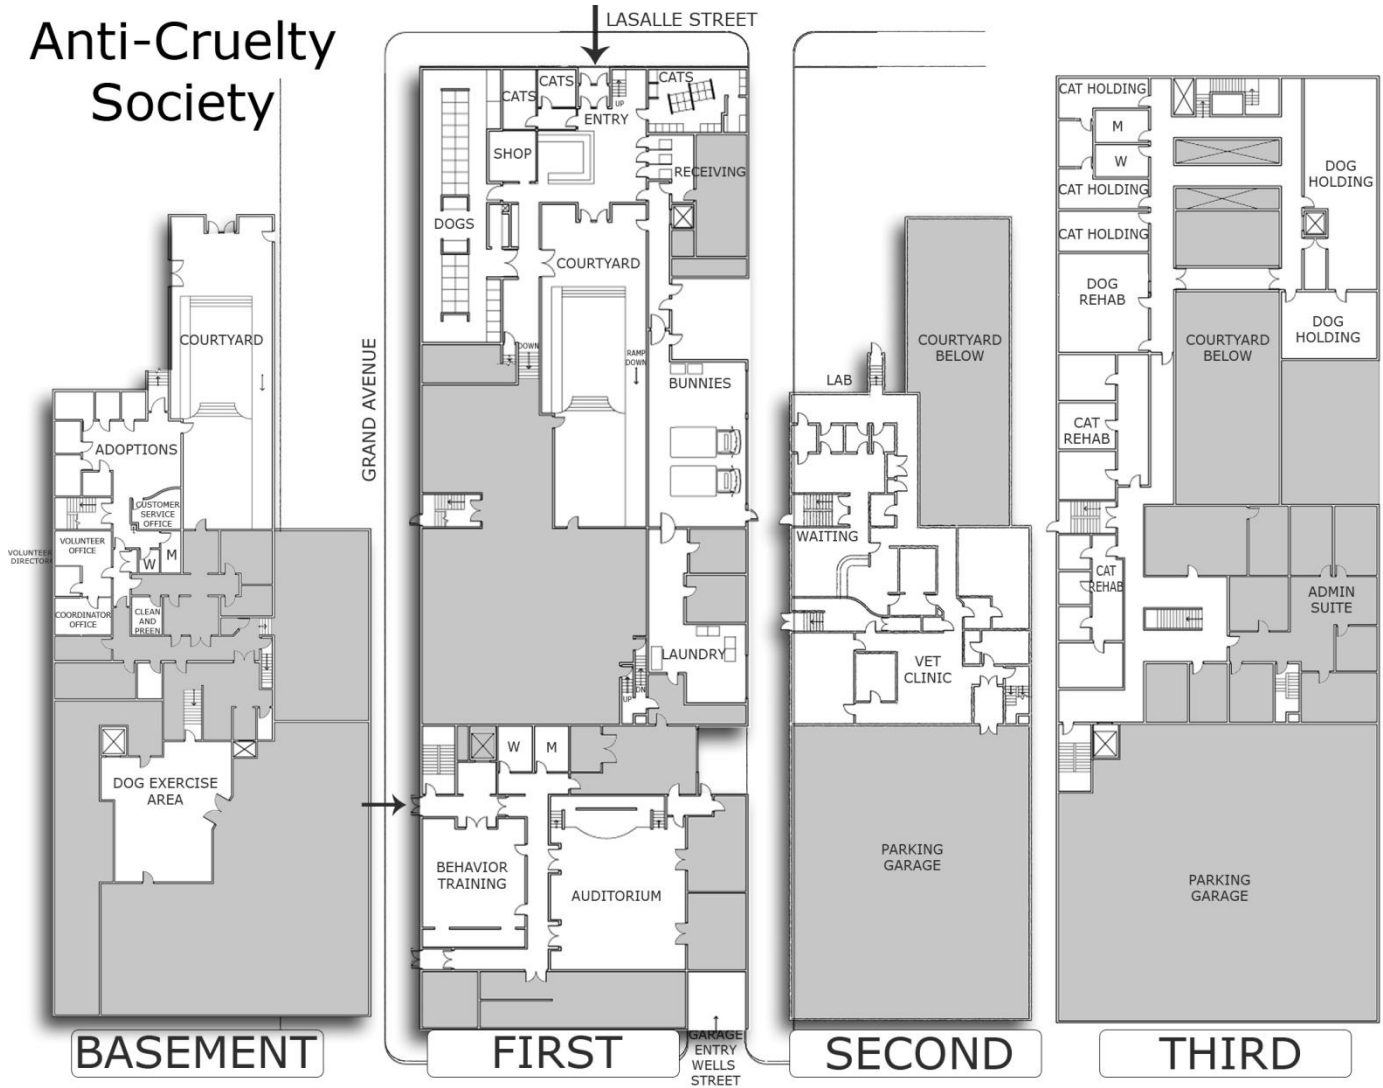 Anti-Cruelty
Society
LASALLE STREET
GRAND AVENUE
COURTYARD
ADOPTIONS
CUSTOMER
SERVICE
OFFICE
VOLUNTEER
OFFICE
VOLUNTEER
DIRECTOR
W
M
COORDINATOR
OFFICE
CLEAN
AND
PREEN
DOG EXERCISE
AREA
BASEMENT
CATS
CATS
CATS
UP
ENTRY
SHOP
RECEIVING
DOGS
COURTYARD
DOWN
RAMP
DOWN
BUNNIES
LAUNDRY
UP
DN
W
M
BEHAVIOR
TRAINING
AUDITORIUM
GARAGE
ENTRY
WELLS
STREET
FIRST
COURTYARD
BELOW
LAB
WAITING
VET
CLINIC
PARKING
GARAGE
SECOND
CAT HOLDING
M
W
CAT HOLDING
CAT HOLDING
DOG
HOLDING
DOG
REHAB
DOG
HOLDING
COURTYARD
BELOW
CAT
REHAB
CAT
REHAB
ADMIN
SUITE
PARKING
GARAGE
THIRD